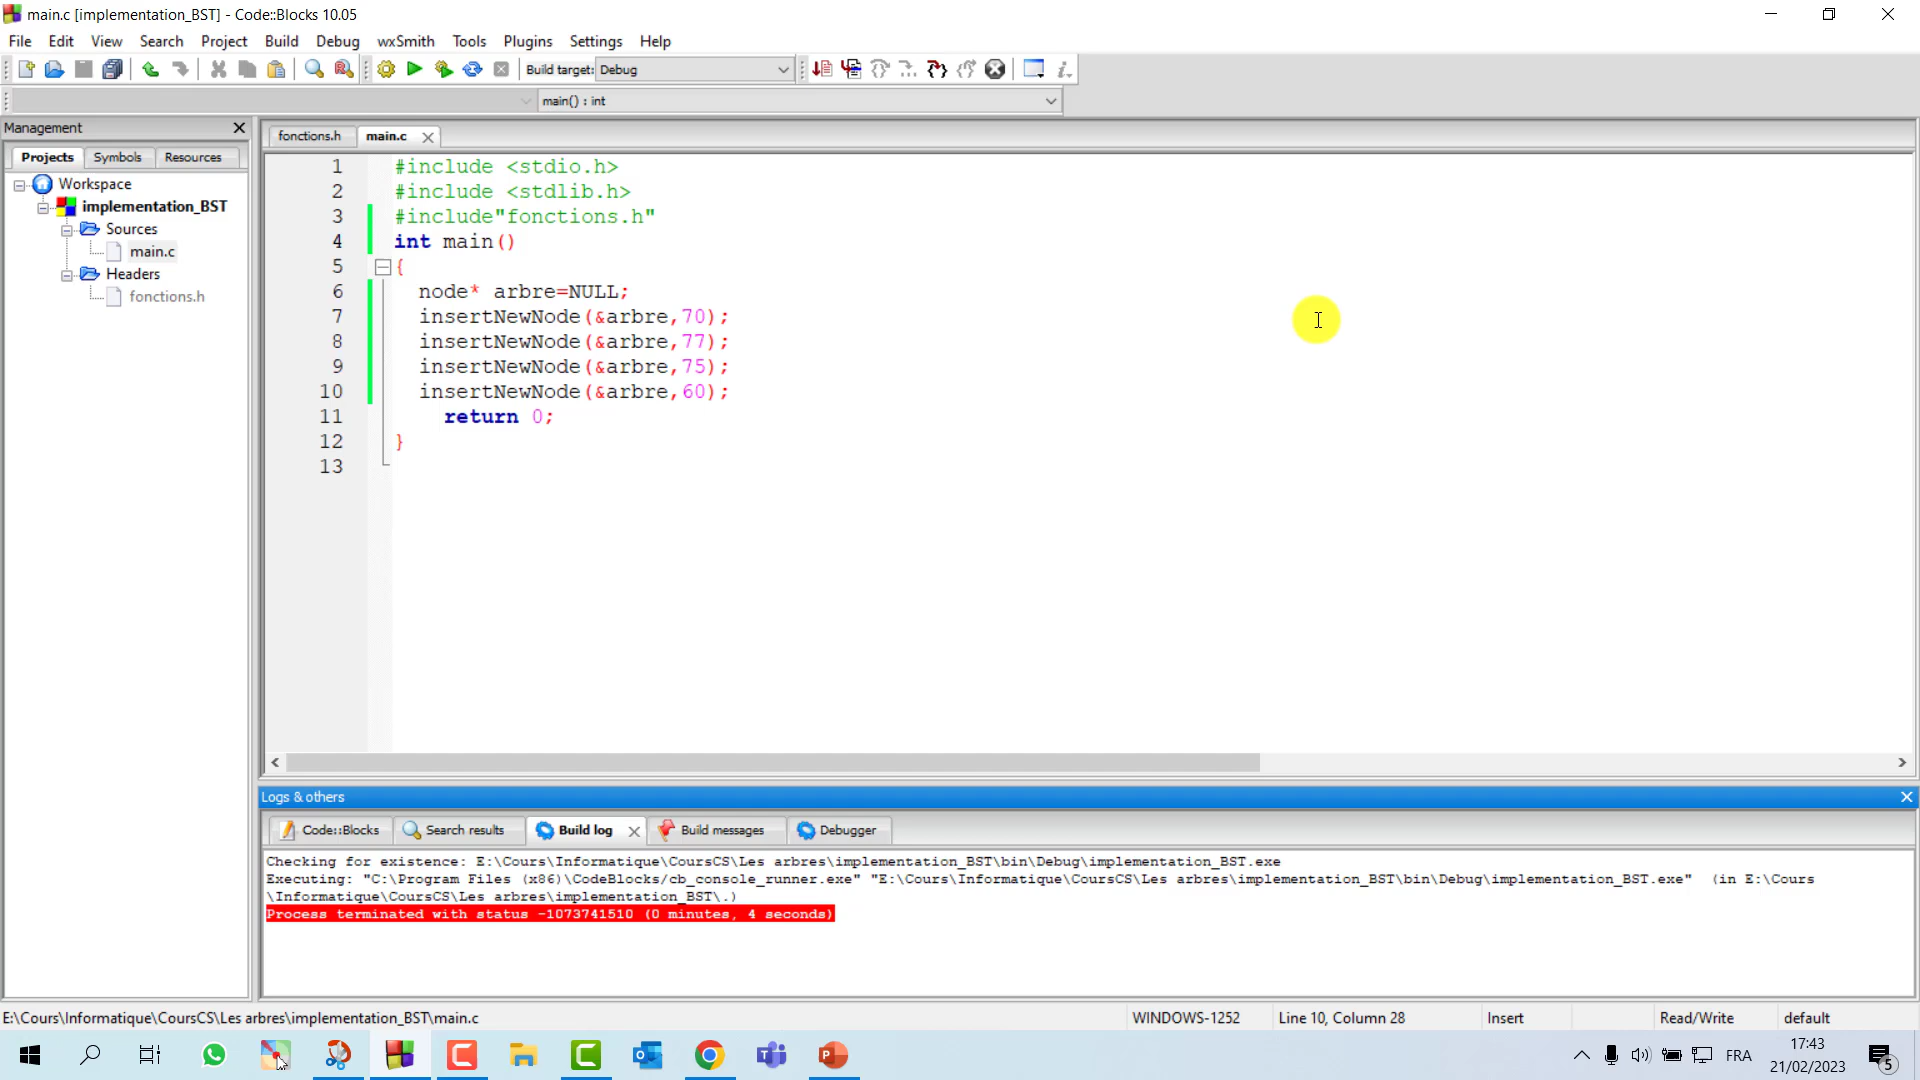 main.c [implementation_BST] - Code::Blocks 10.05
File Edit View Search Project Build Debug wxSmith Tools Plugins Settings Help
Build target: Debug
main() : int
Management
fonctions.h main.c
Projects Symbols Resources
Workspace
implementation_BST
Sources
main.c
Headers
fonctions.h
1 #include <stdio.h>
2 #include <stdlib.h>
3 #include"fonctions.h"
4 int main()
5 {
6 node* arbre=NULL;
7 insertNewNode(&arbre,70);
8 insertNewNode(&arbre,77);
9 insertNewNode(&arbre,75);
10 insertNewNode(&arbre,60);
11 return 0;
12 }
13
Logs & others
Code::Blocks Search results Build log Build messages Debugger
Checking for existence: E:\Cours\Informatique\CoursCS\Les arbres\implementation_BST\bin\Debug\implementation_BST.exe
Executing: "C:\Program Files (x86)\CodeBlocks/cb_console_runner.exe" "E:\Cours\Informatique\CoursCS\Les arbres\implementation_BST\bin\Debug\implementation_BST.exe" (in E:\Cours
\Informatique\CoursCS\Les arbres\implementation_BST\.)
Process terminated with status -1073741510 (0 minutes, 4 seconds)
E:\Cours\Informatique\CoursCS\Les arbres\implementation_BST\main.c WINDOWS-1252 Line 10, Column 28 Insert Read/Write default
FRA
17:43
21/02/2023
5